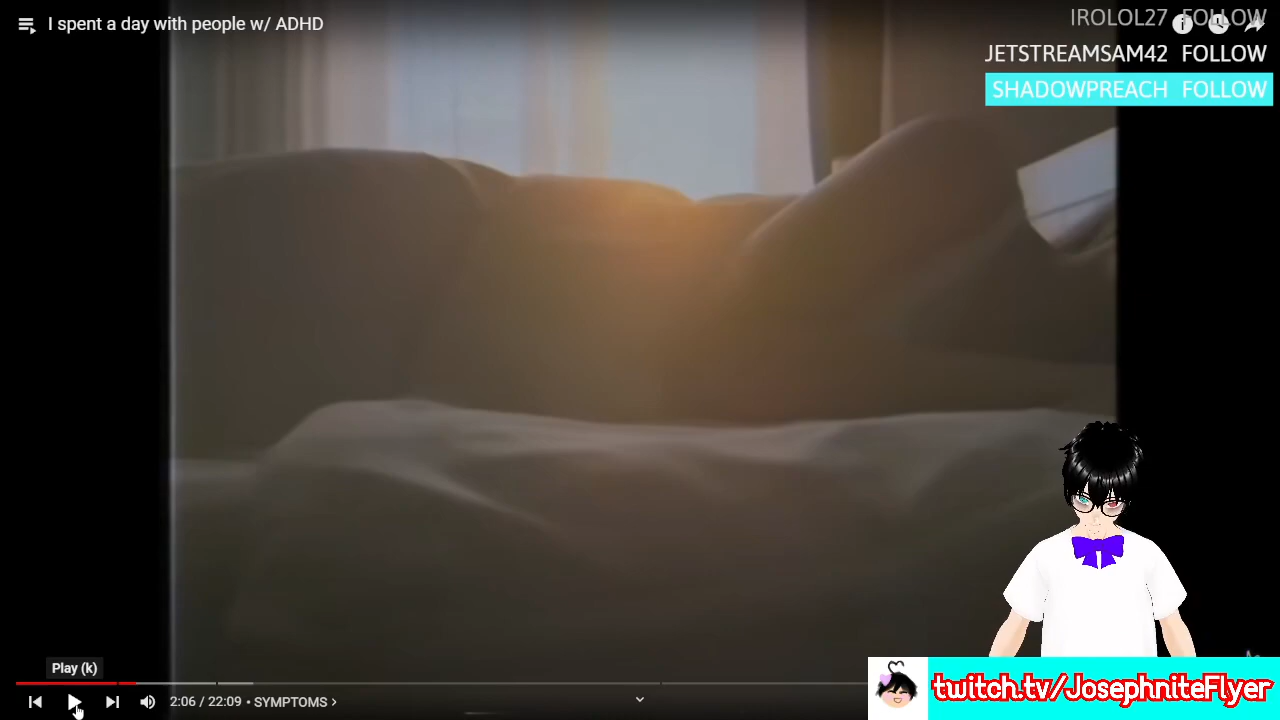 I spent a day with people w/ ADHD
IROLOL27 FOLLOW
JETSTREAMSAM42 FOLLOW
SHADOWPREACH FOLLOW
Play (k)
2:06 / 22:09 • SYMPTOMS ›
twitch.tv/JosephniteFlyer